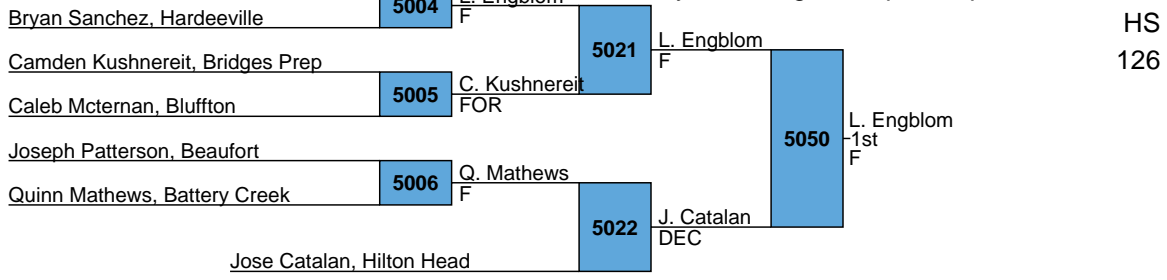 5004
L. Engblom
F
Bryan Sanchez, Hardeeville
HS
126
5021
L. Engblom
F
Camden Kushnereit, Bridges Prep
5005
C. Kushnereit
FOR
Caleb Mcternan, Bluffton
5050
L. Engblom
1st
F
Joseph Patterson, Beaufort
5006
Q. Mathews
F
Quinn Mathews, Battery Creek
5022
J. Catalan
DEC
Jose Catalan, Hilton Head